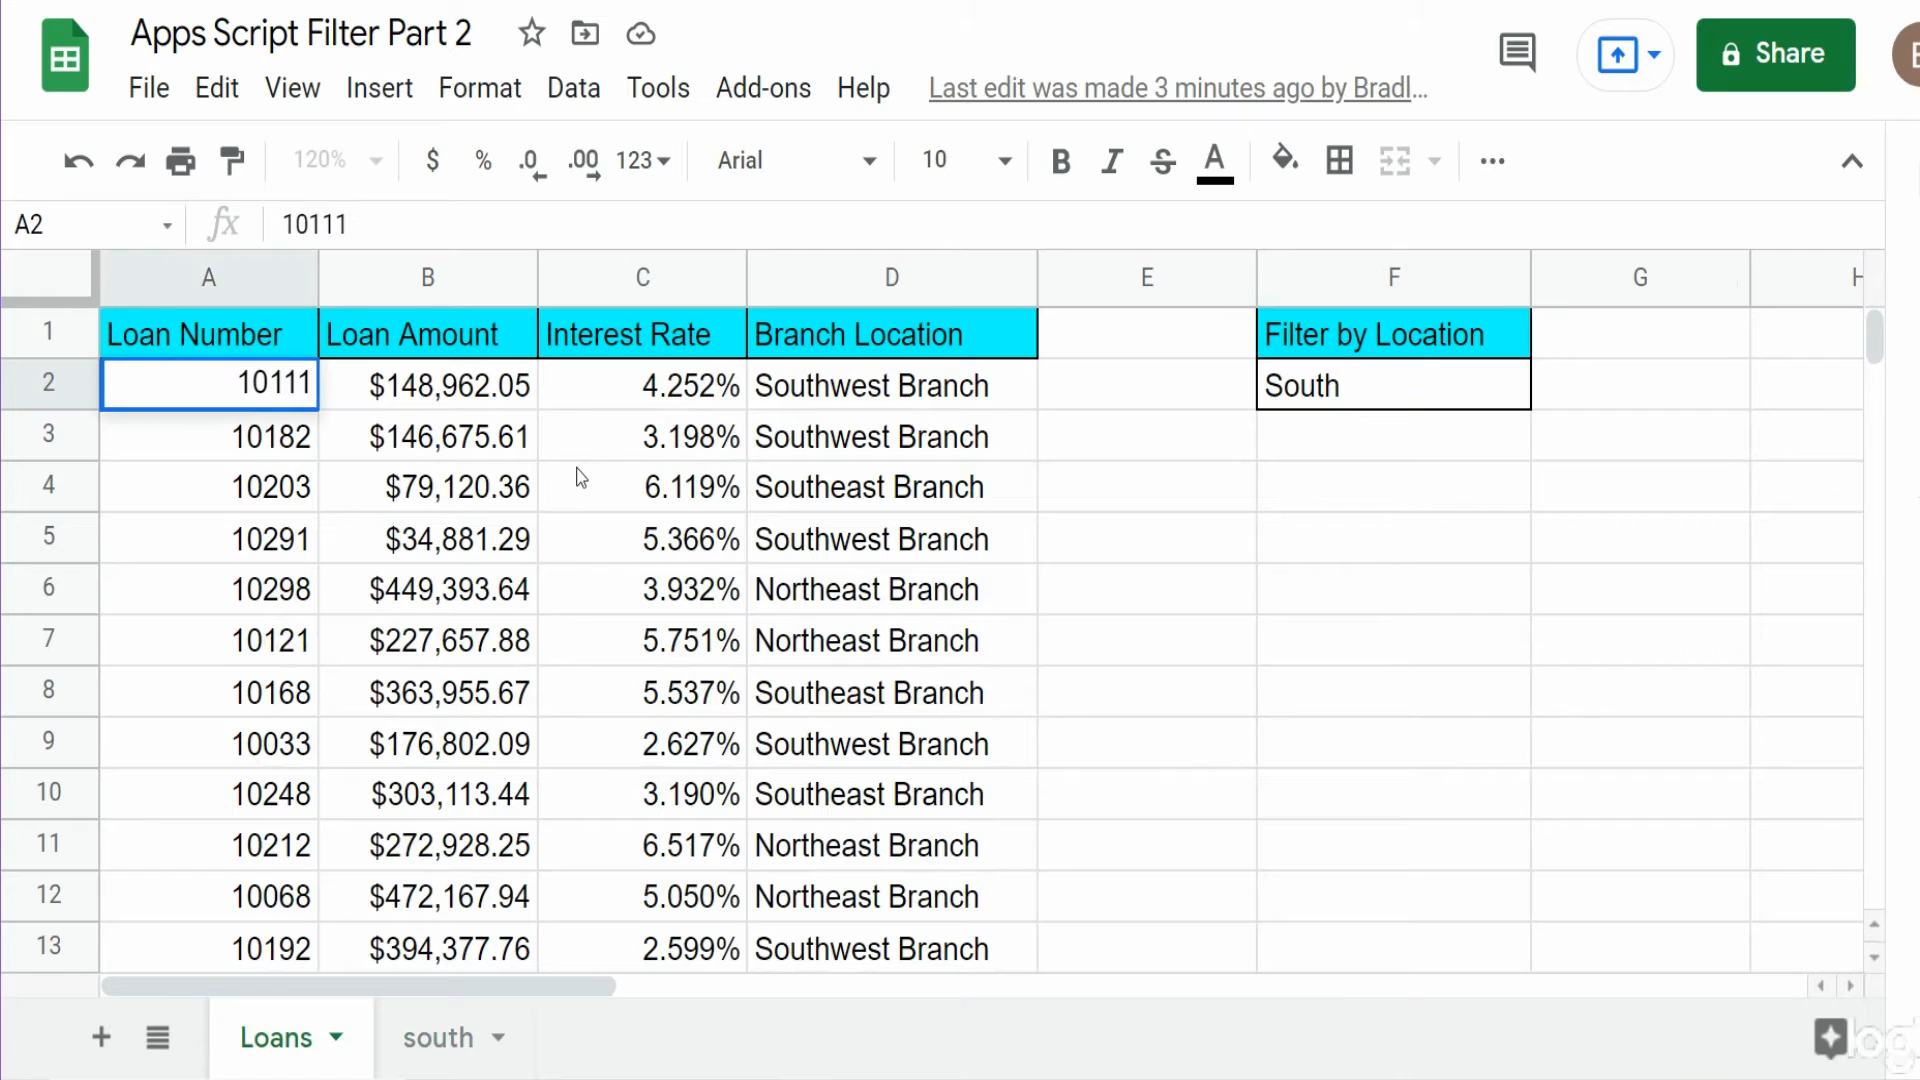 Apps Script Filter Part 2
File Edit View Insert Format Data Tools Add-ons Help Last edit was made 3 minutes ago by Bradl...
Share
120% $ % .0 .00 123 Arial 10 B I S A ...
A2 fx 10111
A B C D E F G H
1 Loan Number Loan Amount Interest Rate Branch Location Filter by Location
2 10111 $148,962.05 4.252% Southwest Branch South
3 10182 $146,675.61 3.198% Southwest Branch
4 10203 $79,120.36 6.119% Southeast Branch
5 10291 $34,881.29 5.366% Southwest Branch
6 10298 $449,393.64 3.932% Northeast Branch
7 10121 $227,657.88 5.751% Northeast Branch
8 10168 $363,955.67 5.537% Southeast Branch
9 10033 $176,802.09 2.627% Southwest Branch
10 10248 $303,113.44 3.190% Southeast Branch
11 10212 $272,928.25 6.517% Northeast Branch
12 10068 $472,167.94 5.050% Northeast Branch
13 10192 $394,377.76 2.599% Southwest Branch
Loans south